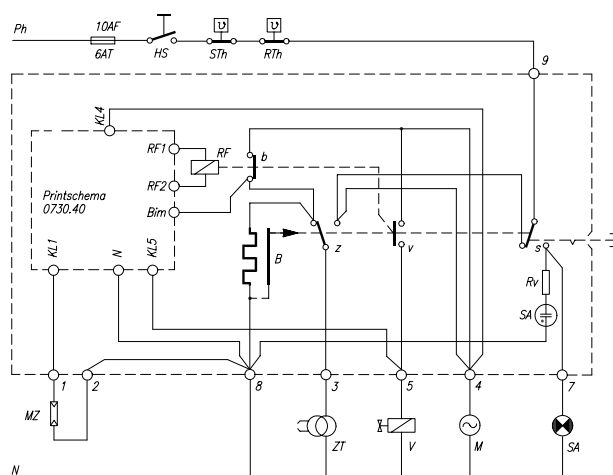 Ph
10AF
6AT
HS
STh
RTh
9
KL4
RF1
RF
b
RF2
Printschema
0730.40
Bim
KL1
N
KL5
B
z
v
s
Rv
SA
1
2
8
3
5
4
7
MZ
ZT
V
M
SA
N